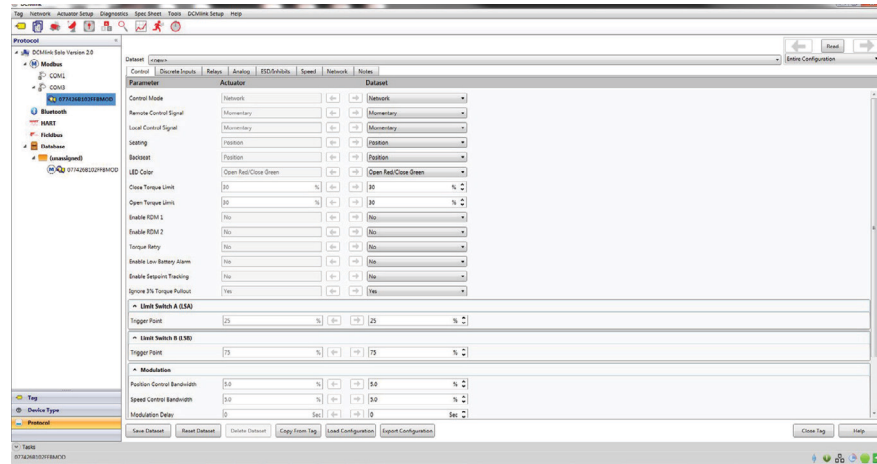 DCMlink
Tag Network Actuator Setup Diagnostics Spec Sheet Tools DCMlink Setup Help
Protocol
DCMlink Solo Version 2.0
Modbus
COM1
COM3
Bluetooth
HART
Fieldbus
Database
(unassigned)
Tag
Device Type
Protocol
Read
Dataset <new> Entire Configuration
Control Discrete Inputs Relays Analog ESD/Inhibits Speed Network Notes
Parameter Actuator Dataset
Control Mode Network Network
Remote Control Signal Momentary Momentary
Local Control Signal Momentary Momentary
Seating Position Position
Backseat Position Position
LED Color Open Red/Close Green Open Red/Close Green
Close Torque Limit 30 % 30 %
Open Torque Limit 30 % 30 %
Enable RDM 1 No No
Enable RDM 2 No No
Torque Retry No No
Enable Low Battery Alarm No No
Enable Setpoint Tracking No No
Ignore 3% Torque Pullout Yes Yes
Limit Switch A (LSA)
Trigger Point 25 % 25 %
Limit Switch B (LSB)
Trigger Point 75 % 75 %
Modulation
Position Control Bandwidth 5.0 % 5.0 %
Speed Control Bandwidth 5.0 % 5.0 %
Modulation Delay 0 Sec 0 Sec
Save Dataset Reset Dataset Delete Dataset Copy From Tag Load Configuration Export Configuration Close Tag Help
Tasks